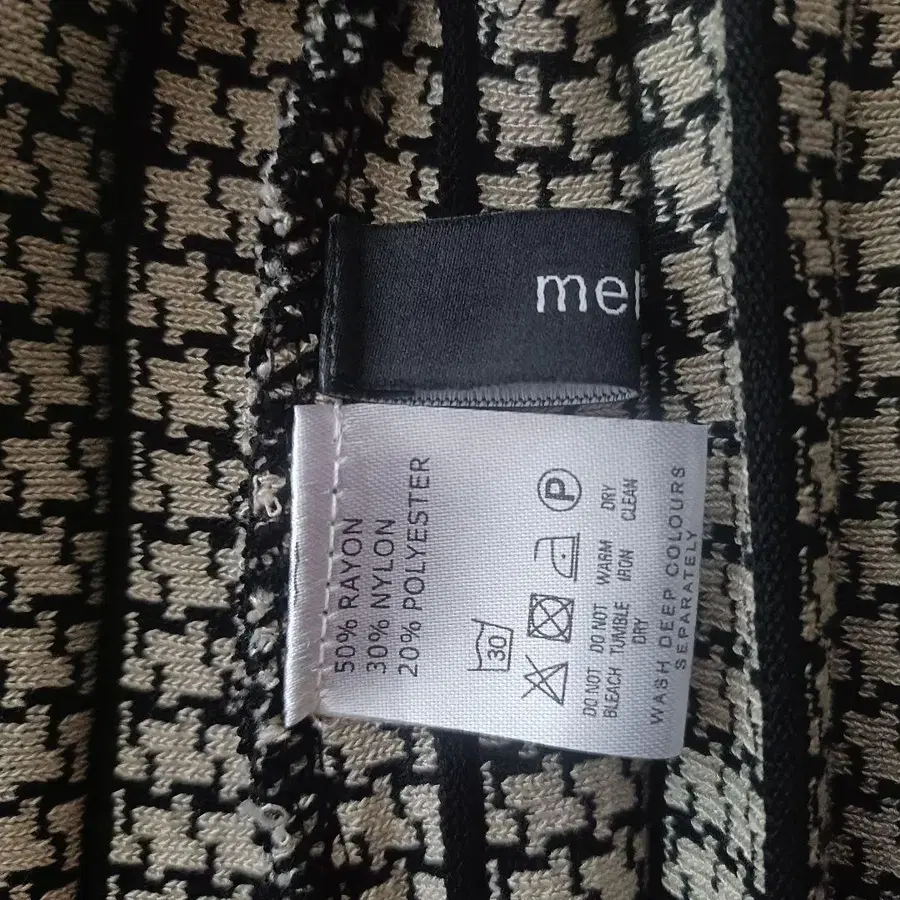 me
50% RAYON
30% NYLON
20% POLYESTER
30
P
DO NOT DO NOT WARM DRY
BLEACH TUMBLE IRON CLEAN
DRY
WASH DEEP COLOURS
SEPARATELY